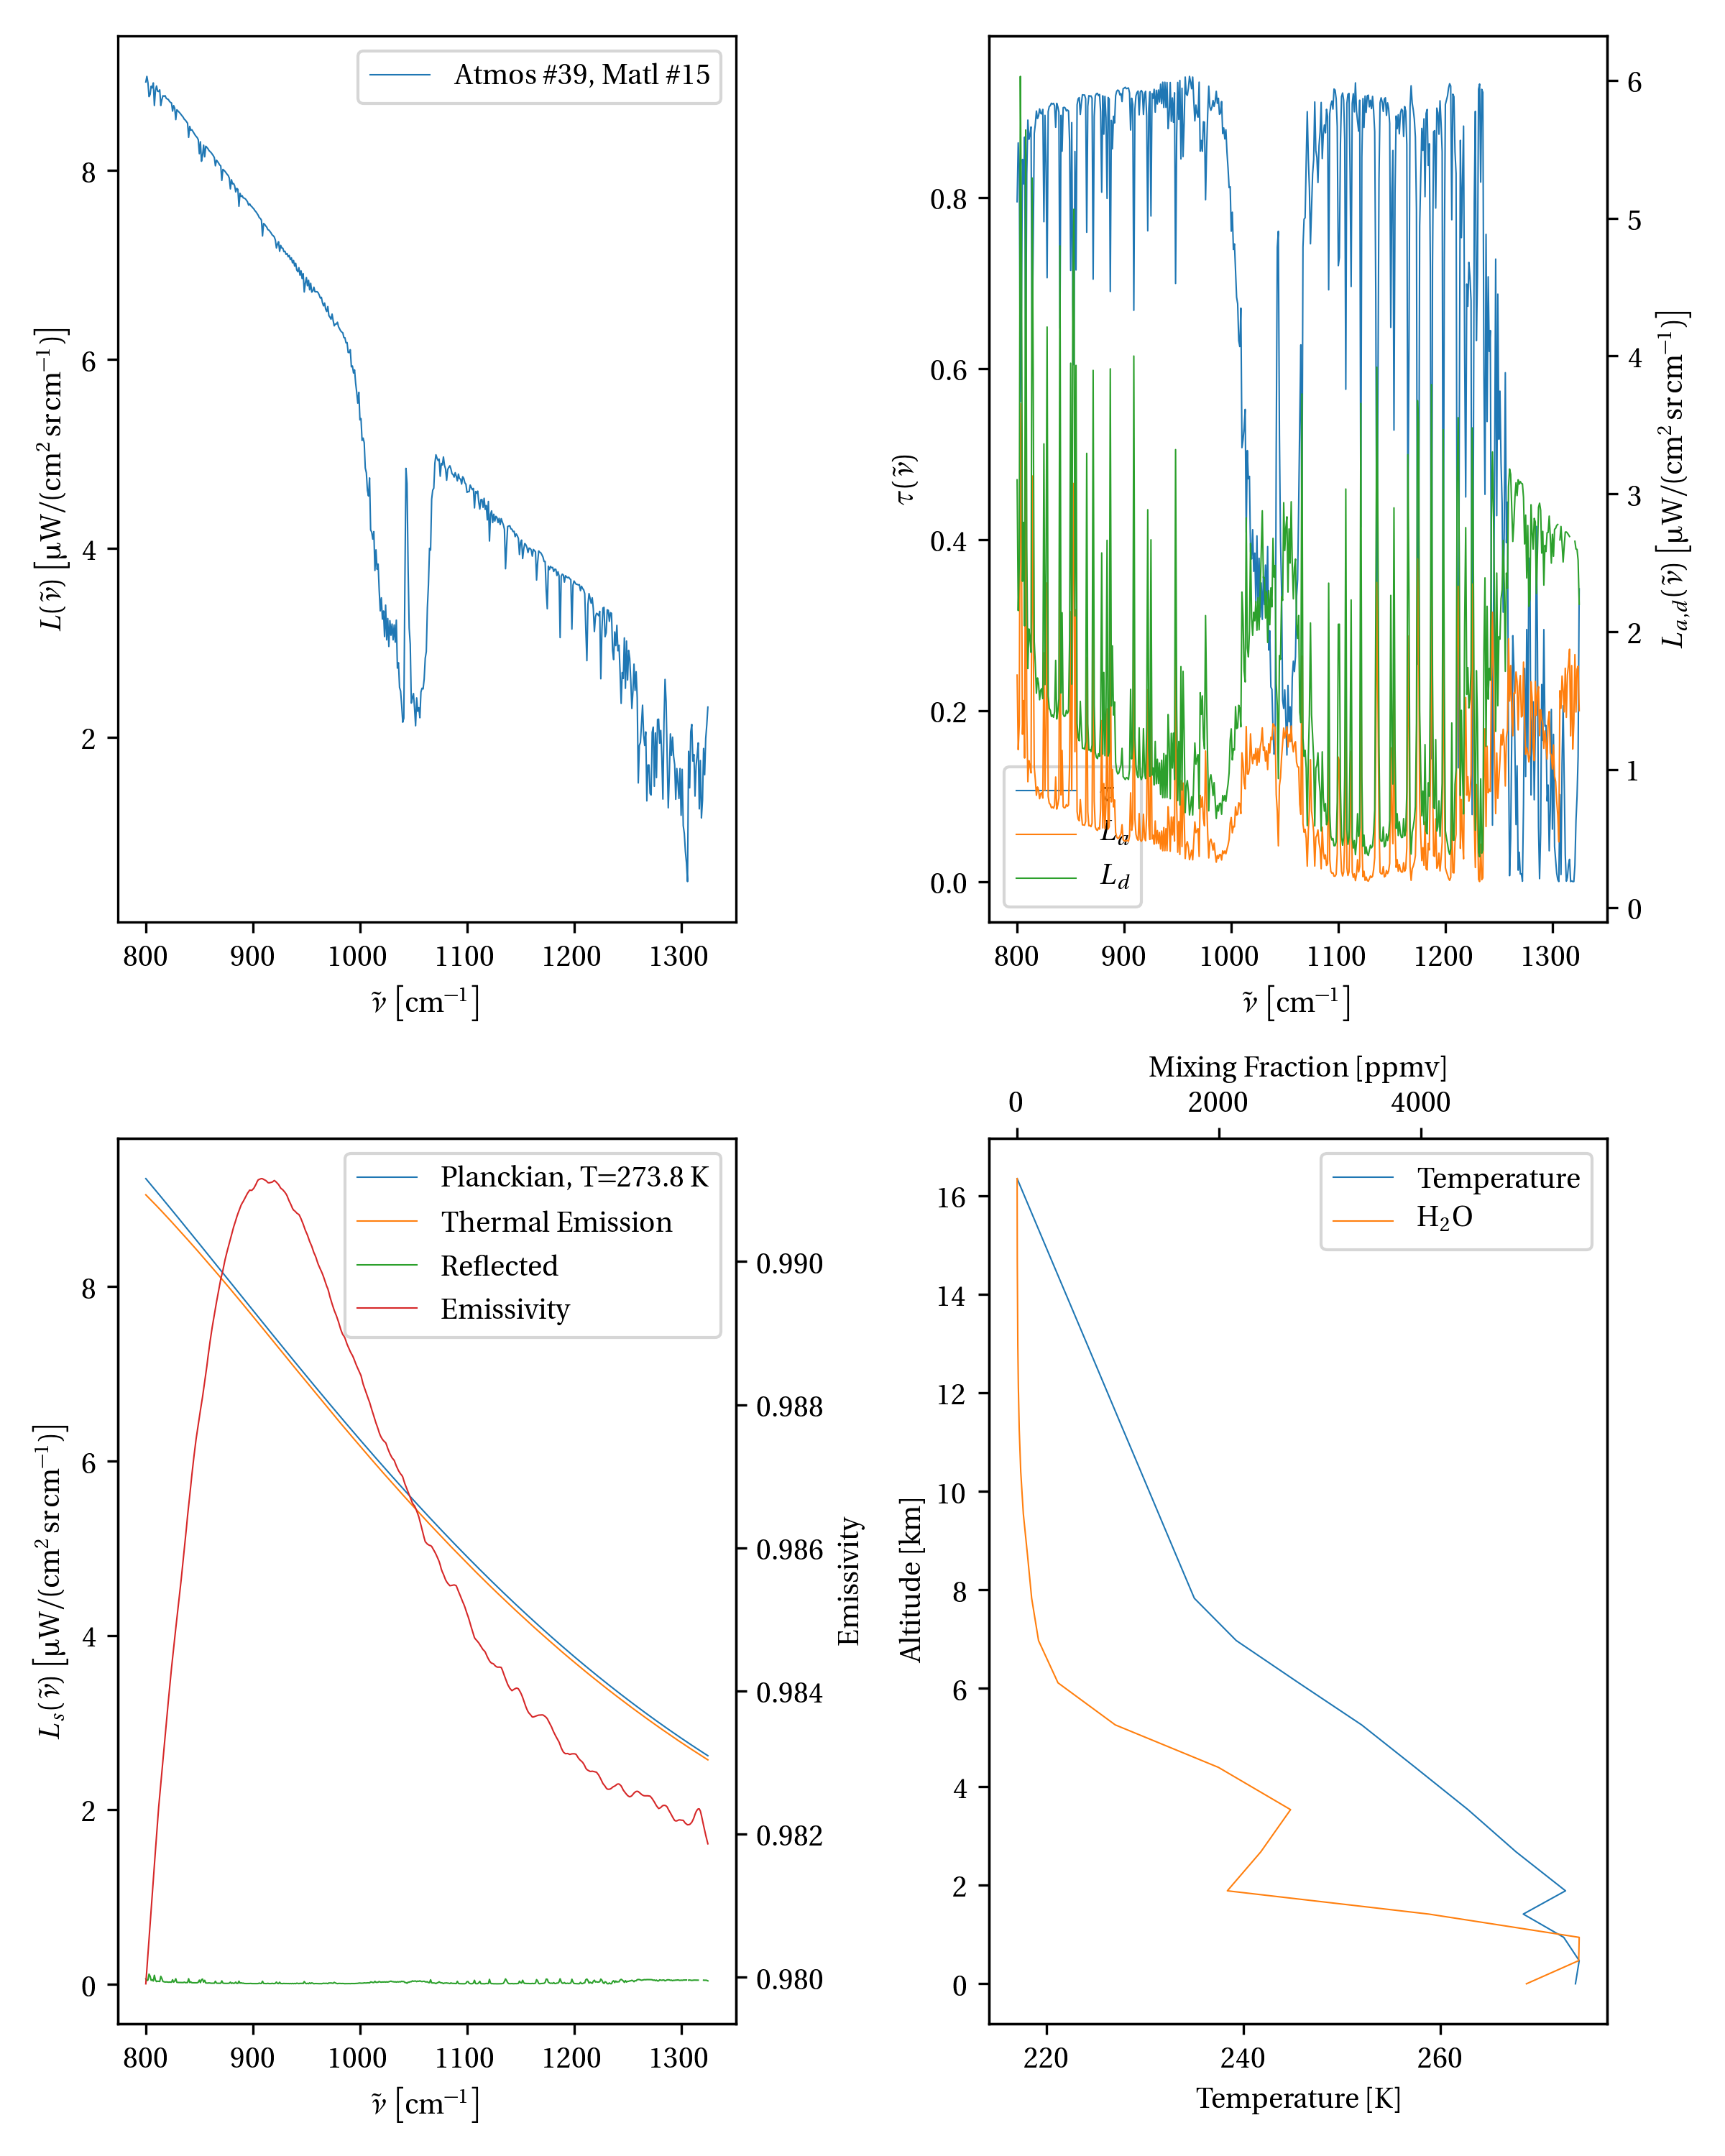 Atmos #39, Matl #15
8
6
4
2
L(ν̃) [µW/(cm² sr cm⁻¹)]
800 900 1000 1100 1200 1300
ν̃ [cm⁻¹]
0.8
0.6
0.4
0.2
0.0
τ(ν̃)
6
5
4
3
2
1
0
L_{a,d}(ν̃) [µW/(cm² sr cm⁻¹)]
τ
L_a
L_d
800 900 1000 1100 1200 1300
ν̃ [cm⁻¹]
Planckian, T=273.8 K
Thermal Emission
Reflected
Emissivity
8
6
4
2
0
L_s(ν̃) [µW/(cm² sr cm⁻¹)]
0.990
0.988
0.986
0.984
0.982
0.980
Emissivity
800 900 1000 1100 1200 1300
ν̃ [cm⁻¹]
Mixing Fraction [ppmv]
0 2000 4000
Temperature
H₂O
16
14
12
10
8
6
4
2
0
Altitude [km]
220 240 260
Temperature [K]